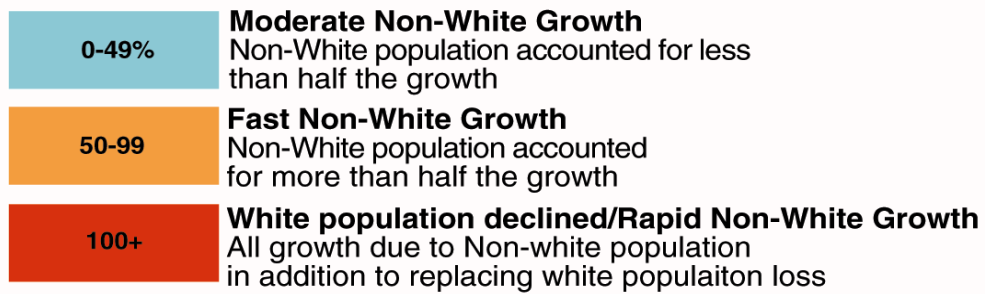 0-49%
Moderate Non-White Growth
Non-White population accounted for less
than half the growth
50-99
Fast Non-White Growth
Non-White population accounted
for more than half the growth
100+
White population declined/Rapid Non-White Growth
All growth due to Non-white population
in addition to replacing white populaiton loss